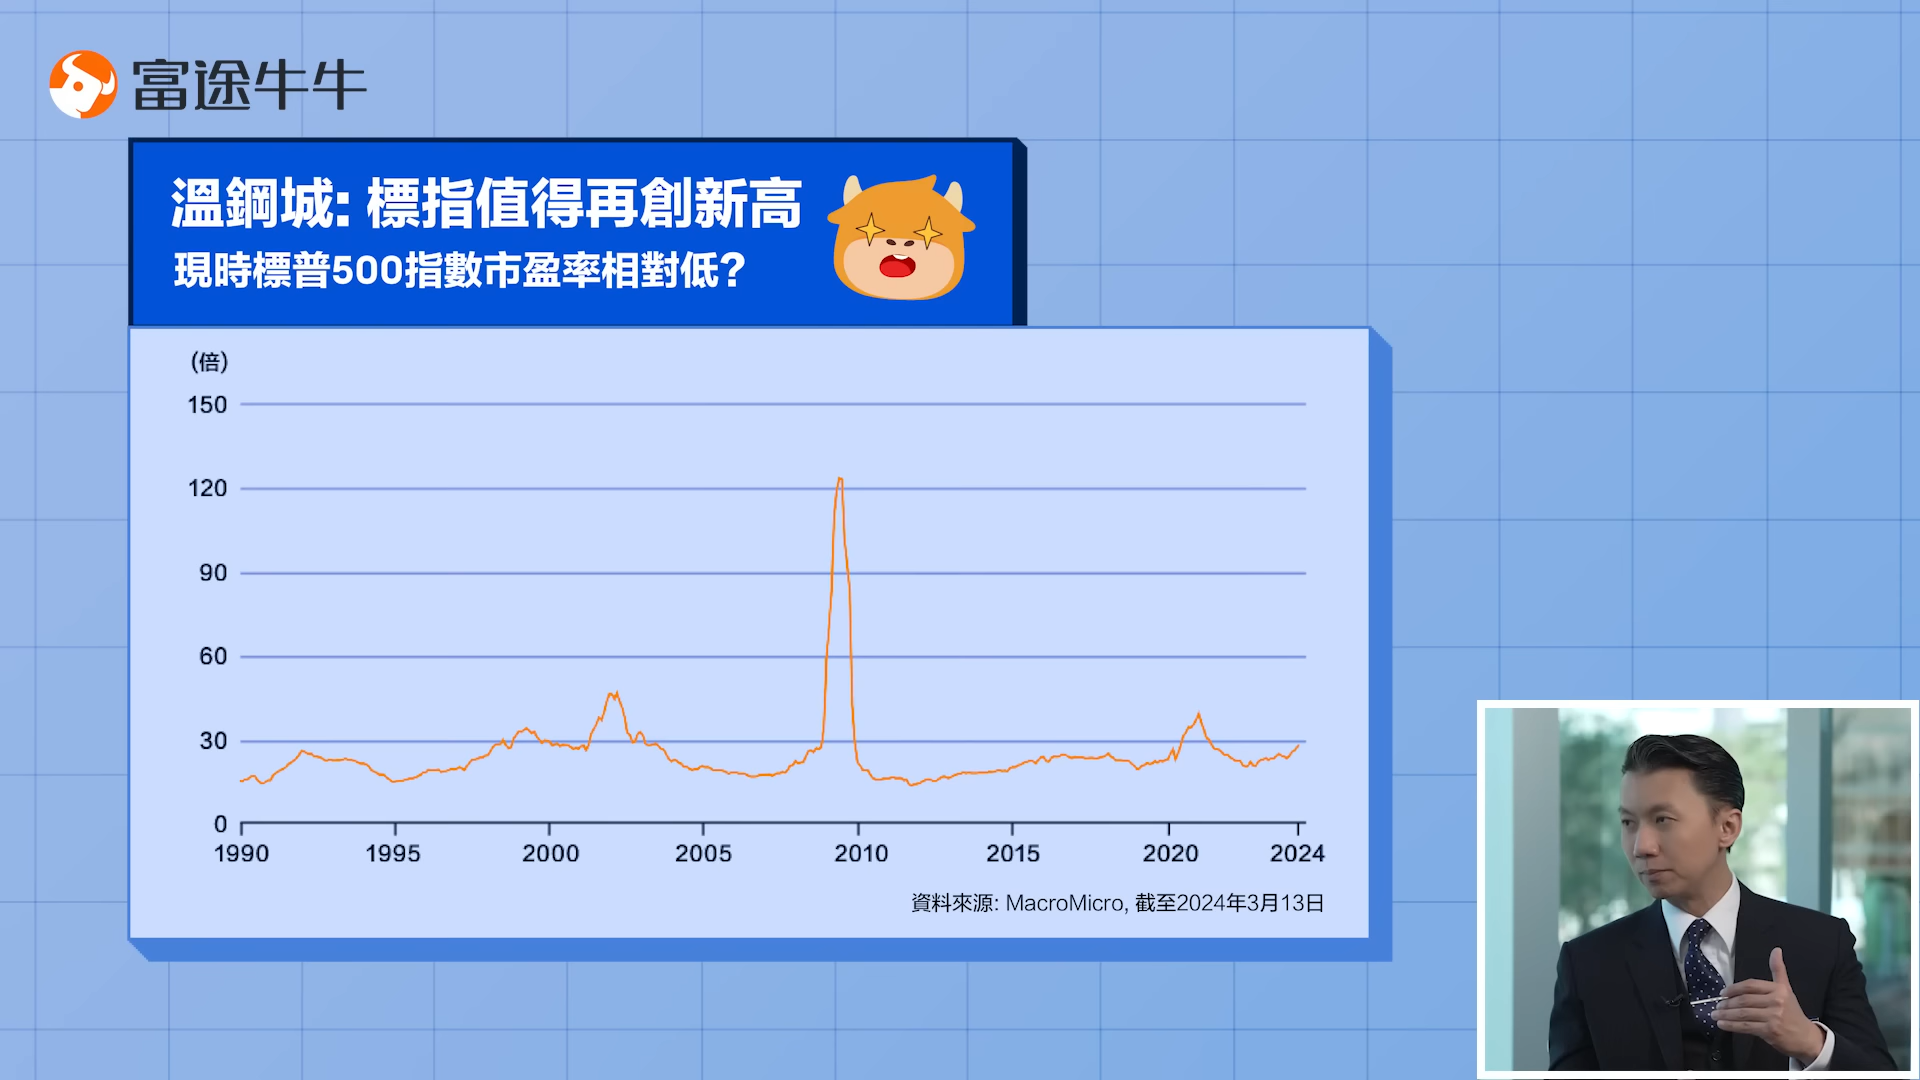 富途牛牛
溫鋼城: 標指值得再創新高
現時標普500指數市盈率相對低?
(倍)
150
120
90
60
30
0
1990 1995 2000 2005 2010 2015 2020 2024
資料來源: MacroMicro, 截至2024年3月13日